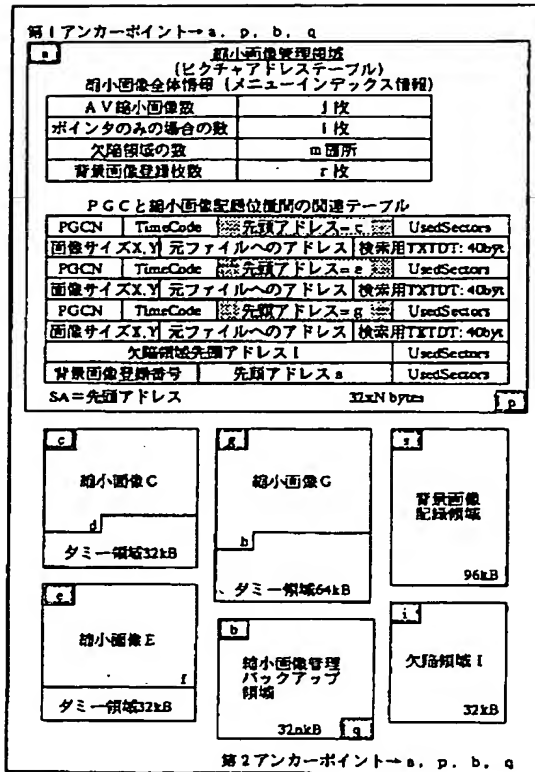 第1アンカーポイント→a, p, b, q
a
縮小画像管理領域
(ピクチャアドレステーブル)
縮小画像全体情報 (メニューインデックス情報)
AV縮小画像数 j枚
ポインタのみの場合の数 i枚
欠陥領域の数 m箇所
背景画像登録枚数 r枚
PGCと縮小画像記録位置間の関連テーブル
PGCN TimeCode 先頭アドレス=c UsedSectors
画像サイズX,Y 元ファイルへのアドレス 検索用TXTDT: 40byt
PGCN TimeCode 先頭アドレス=e UsedSectors
画像サイズX,Y 元ファイルへのアドレス 検索用TXTDT: 40byt
PGCN TimeCode 先頭アドレス=g UsedSectors
画像サイズX,Y 元ファイルへのアドレス 検索用TXTDT: 40byt
欠陥領域先頭アドレスI UsedSectors
背景画像登録番号 先頭アドレスs UsedSectors
SA=先頭アドレス 32xN bytes p
c
縮小画像C
d
ダミー領域32kB
g
縮小画像G
h
ダミー領域64kB
s
背景画像
記録領域
96kB
e
縮小画像E
f
ダミー領域32kB
b
縮小画像管理
バックアップ
領域
32nkB q
i
欠陥領域I
32kB
第2アンカーポイント→a, p, b, q